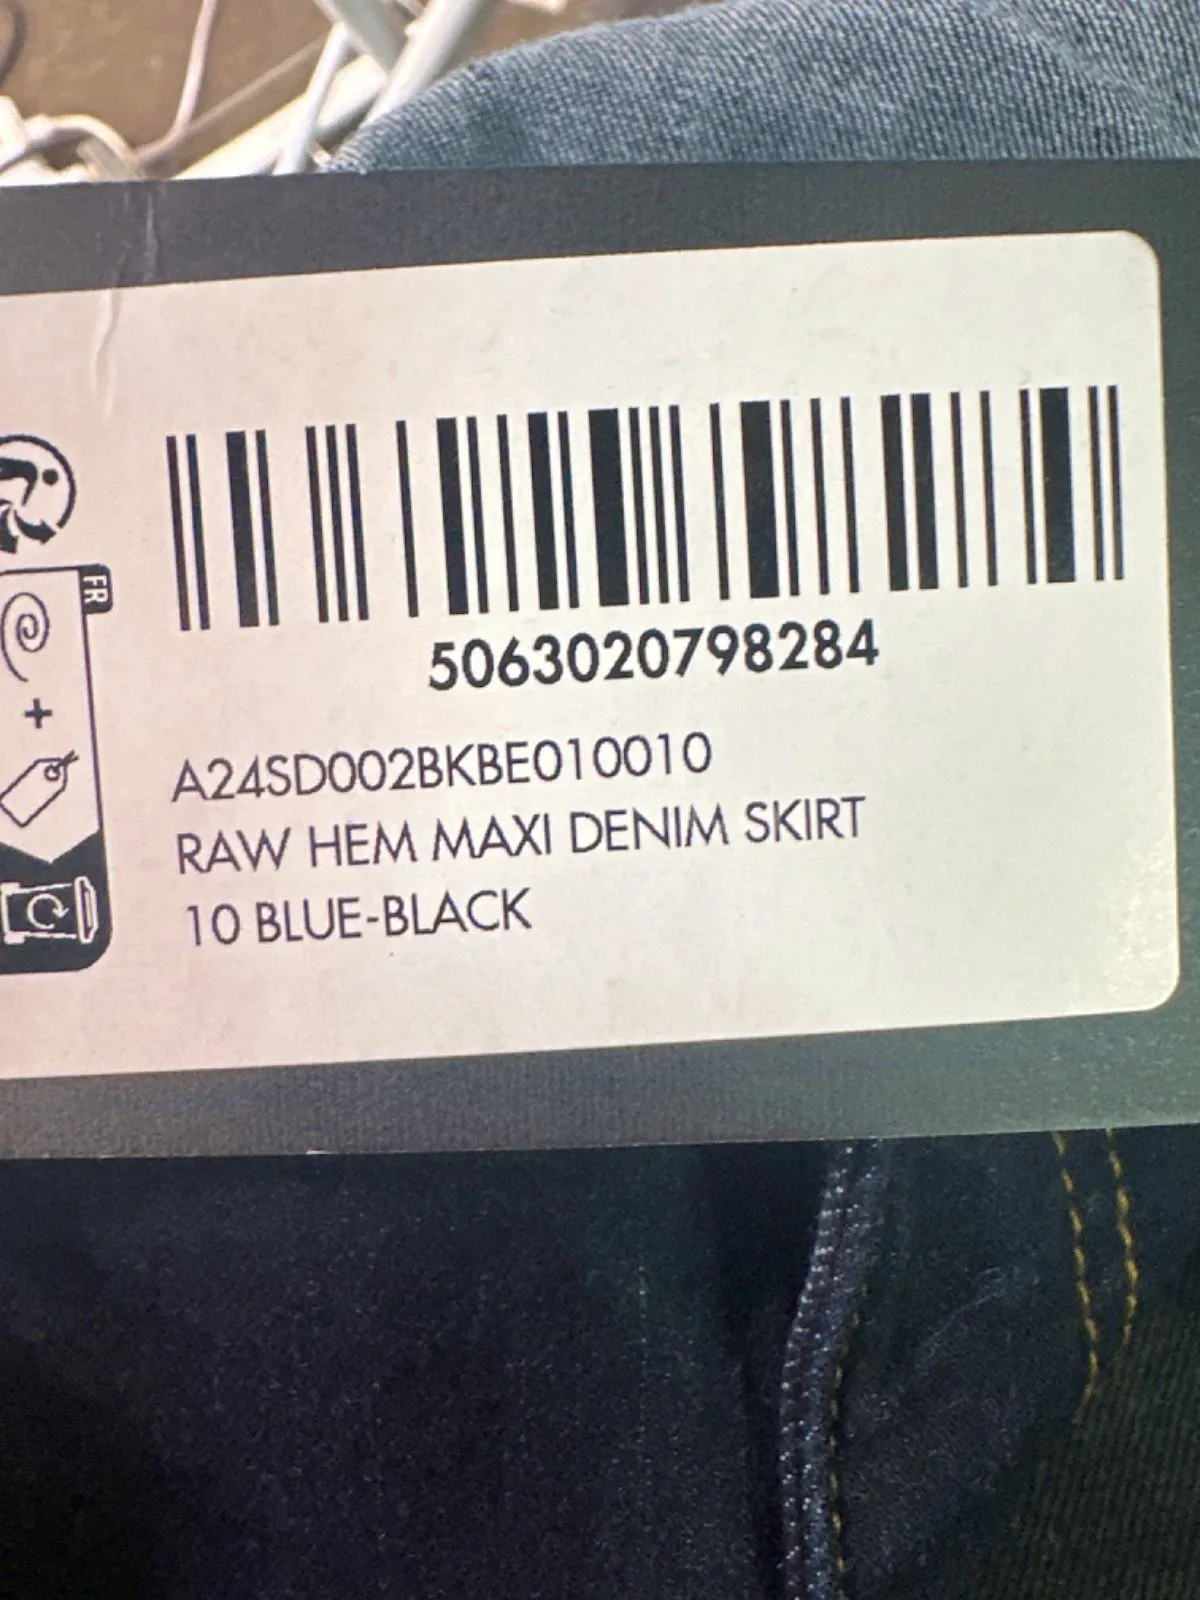 FR
+
5063020798284
A24SD002BKBE010010
RAW HEM MAXI DENIM SKIRT
10 BLUE-BLACK